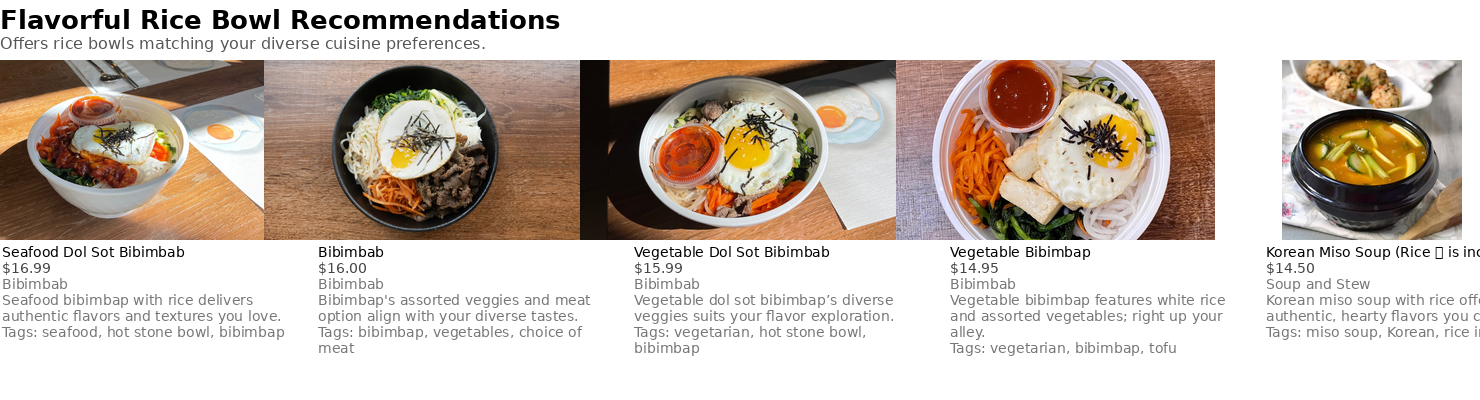 Flavorful Rice Bowl Recommendations
Offers rice bowls matching your diverse cuisine preferences.
Seafood Dol Sot Bibimbab
$16.99
Bibimbab
Seafood bibimbap with rice delivers
authentic flavors and textures you love.
Tags: seafood, hot stone bowl, bibimbap
Bibimbab
$16.00
Bibimbab
Bibimbap's assorted veggies and meat
option align with your diverse tastes.
Tags: bibimbap, vegetables, choice of
meat
Vegetable Dol Sot Bibimbab
$15.99
Bibimbab
Vegetable dol sot bibimbap’s diverse
veggies suits your flavor exploration.
Tags: vegetarian, hot stone bowl,
bibimbap
Vegetable Bibimbap
$14.95
Bibimbab
Vegetable bibimbap features white rice
and assorted vegetables; right up your
alley.
Tags: vegetarian, bibimbap, tofu
Korean Miso Soup (Rice is
$14.50
Soup and Stew
Korean miso soup with rice
authentic, hearty flavors you
Tags: miso soup, Korean, rice